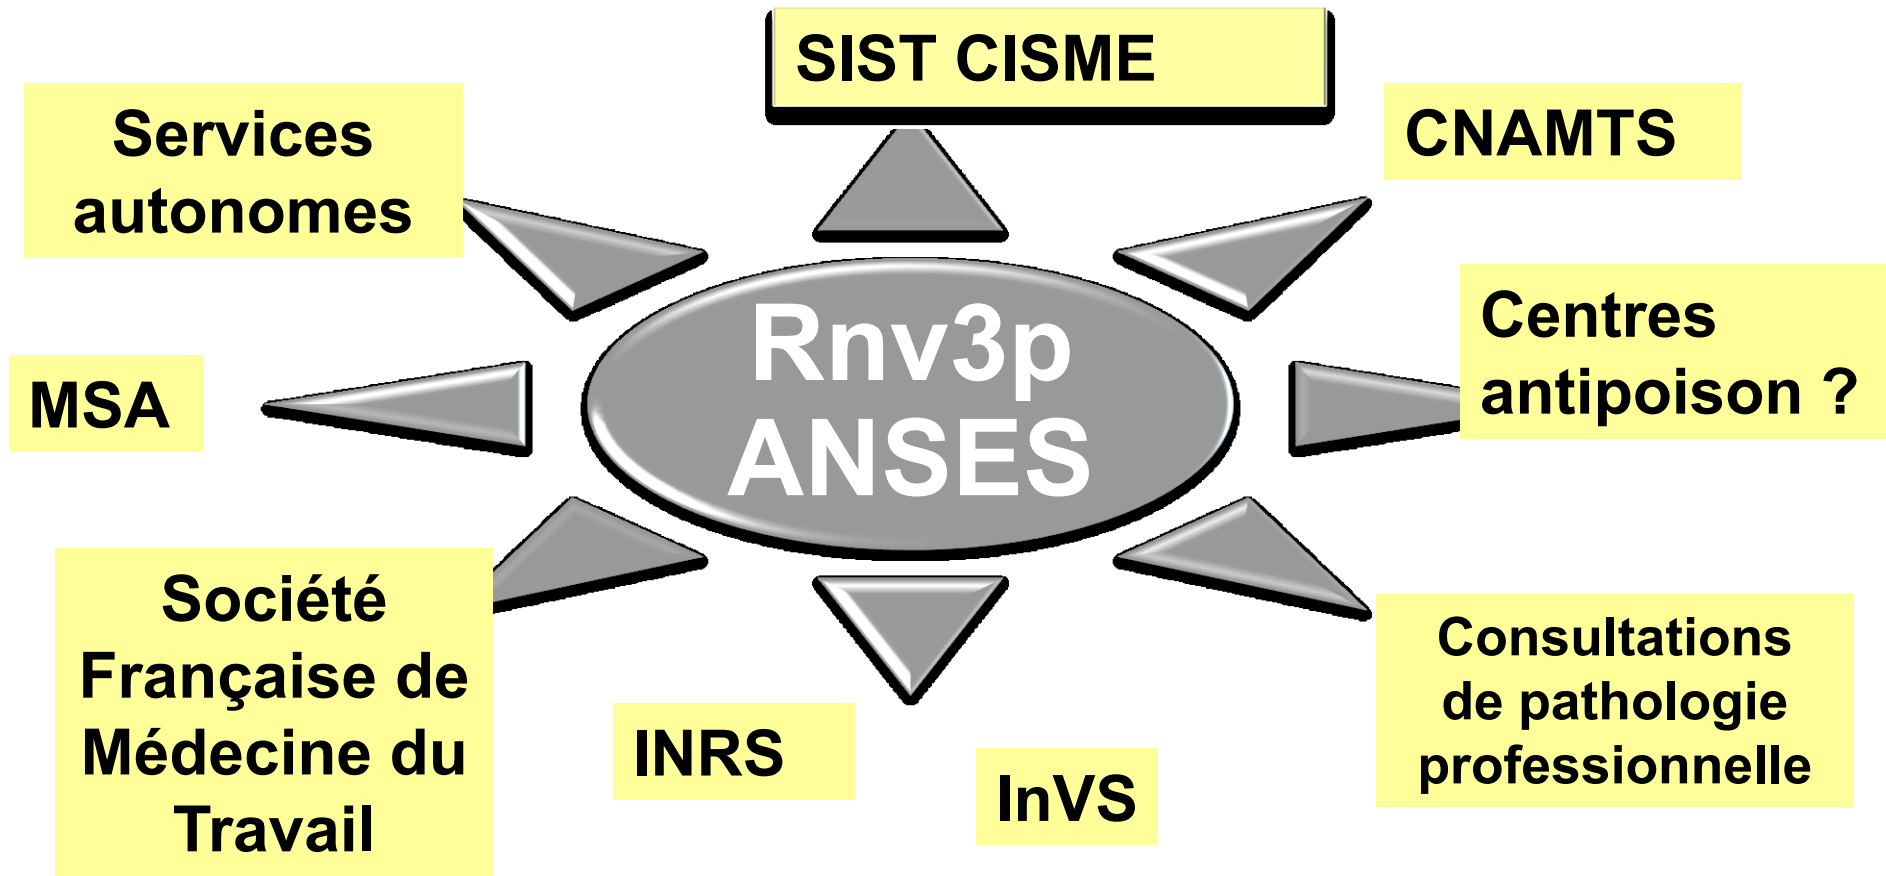 SIST CISME
Services
autonomes
CNAMTS
Rnv3p
ANSES
Centres
antipoison ?
MSA
Société
Française de
Médecine du
Travail
INRS
InVS
Consultations
de pathologie
professionnelle